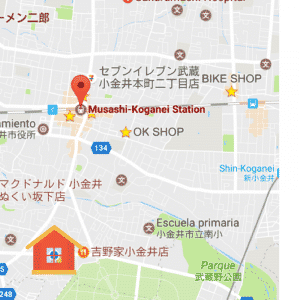 ーメン二郎
セブンイレブン武蔵
小金井本町二丁目店
BIKE SHOP
Musashi-Koganei Station
amiento
井市役所
OK SHOP
134
Shin-Koganei
新小金井
マクドナルド 小金井
ぬくい坂下店
Escuela primaria
小金井市立南小
吉野家小金井店
Parque
武蔵野公園
15
248